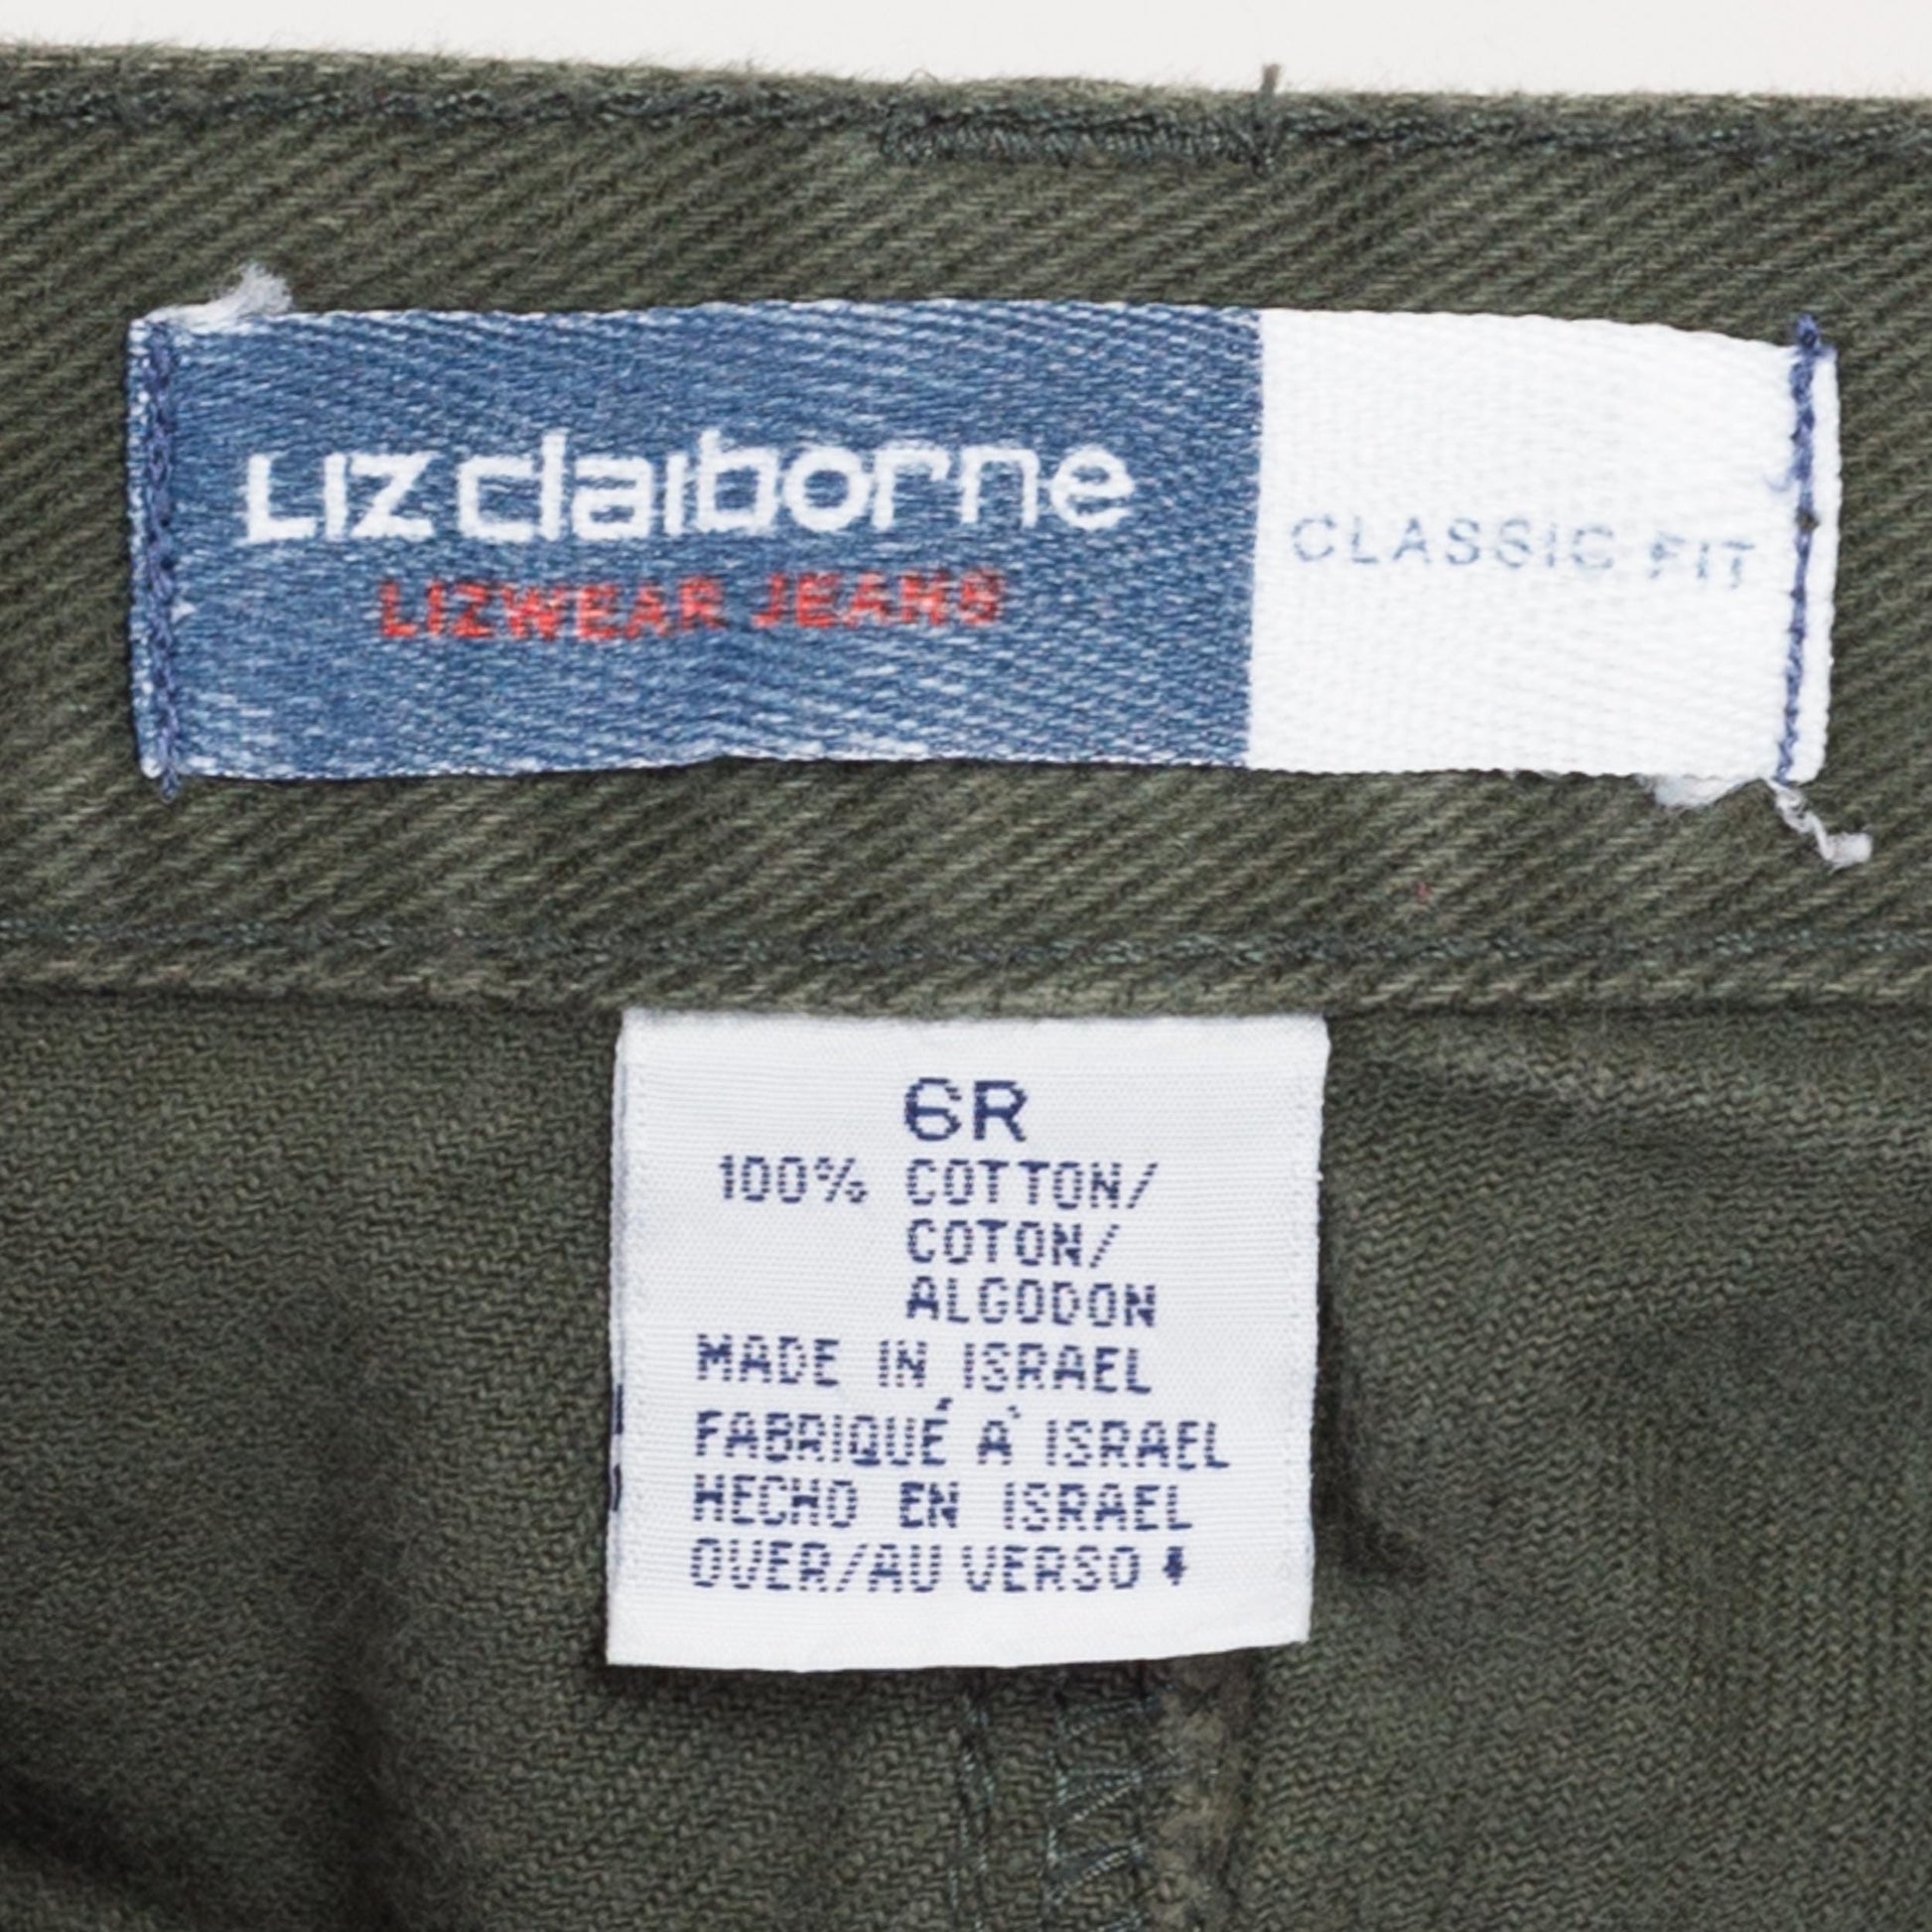 Liz claiborne
LIZWEAR JEANS
CLASSIC FIT
6R
100% COTTON/
COTON/
ALGODON
MADE IN ISRAEL
FABRIQUÉ À ISRAEL
HECHO EN ISRAEL
OVER/AU VERSO